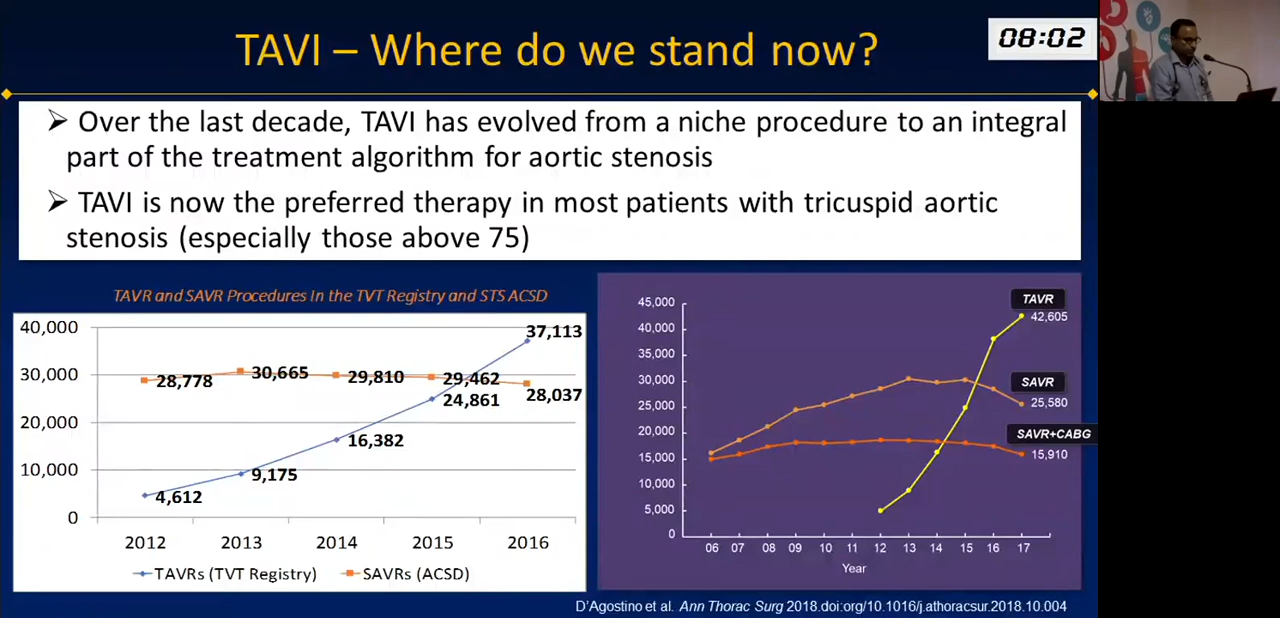 TAVI – Where do we stand now?
08:02
➢ Over the last decade, TAVI has evolved from a niche procedure to an integral
part of the treatment algorithm for aortic stenosis
➢ TAVI is now the preferred therapy in most patients with tricuspid aortic
stenosis (especially those above 75)
TAVR and SAVR Procedures In the TVT Registry and STS ACSD
40,000
30,000
20,000
10,000
0
37,113
28,778
30,665
29,810
29,462
28,037
24,861
16,382
9,175
4,612
2012 2013 2014 2015 2016
TAVRs (TVT Registry) SAVRs (ACSD)
45,000
40,000
35,000
30,000
25,000
20,000
15,000
10,000
5,000
0
TAVR
42,605
SAVR
25,580
SAVR+CABG
15,910
06 07 08 09 10 11 12 13 14 15 16 17
Year
D'Agostino et al. Ann Thorac Surg 2018.doi:org/10.1016/j.athoracsur.2018.10.004